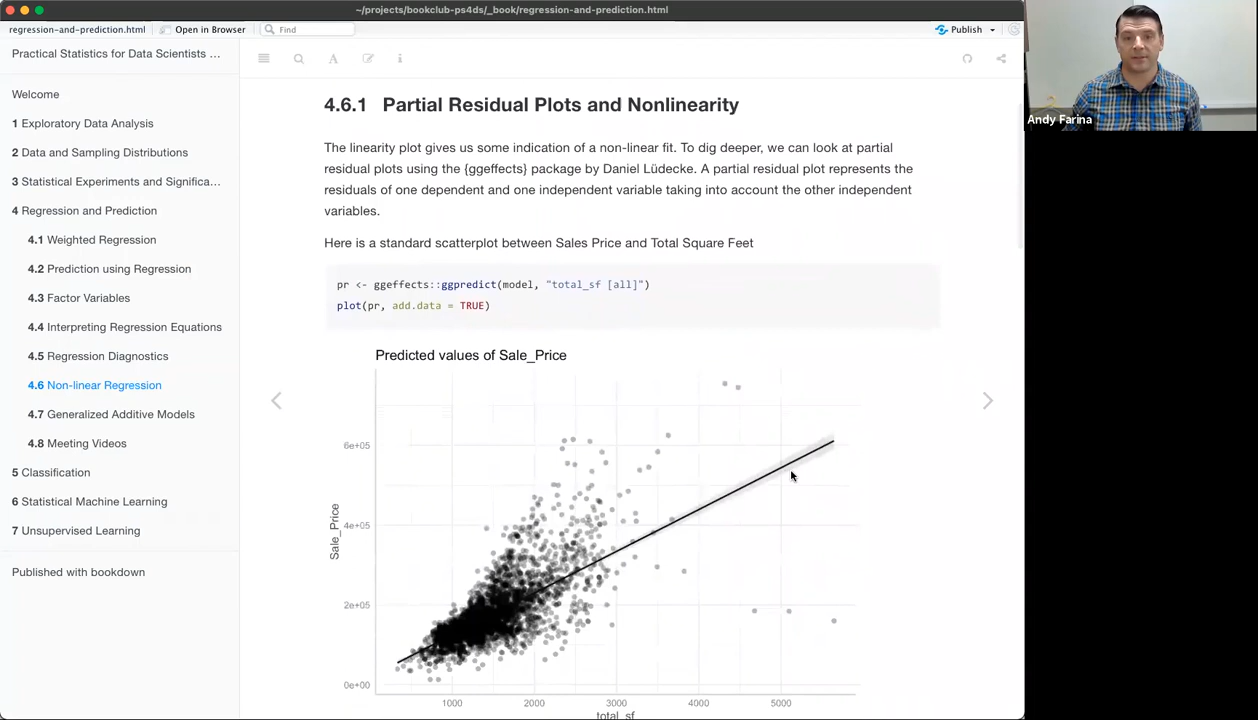 ~/projects/bookclub-ps4ds/_book/regression-and-prediction.html
regression-and-prediction.html
Open in Browser
Find
Publish
Practical Statistics for Data Scientists …
Welcome
1 Exploratory Data Analysis
2 Data and Sampling Distributions
3 Statistical Experiments and Significa…
4 Regression and Prediction
4.1 Weighted Regression
4.2 Prediction using Regression
4.3 Factor Variables
4.4 Interpreting Regression Equations
4.5 Regression Diagnostics
4.6 Non-linear Regression
4.7 Generalized Additive Models
4.8 Meeting Videos
5 Classification
6 Statistical Machine Learning
7 Unsupervised Learning
Published with bookdown
A
i
4.6.1 Partial Residual Plots and Nonlinearity
The linearity plot gives us some indication of a non-linear fit. To dig deeper, we can look at partial
residual plots using the {ggeffects} package by Daniel Lüdecke. A partial residual plot represents the
residuals of one dependent and one independent variable taking into account the other independent
variables.
Here is a standard scatterplot between Sales Price and Total Square Feet
pr <- ggeffects::ggpredict(model, "total_sf [all]")
plot(pr, add.data = TRUE)
Predicted values of Sale_Price
6e+05
4e+05
2e+05
0e+00
Sale_Price
1000 2000 3000 4000 5000
total_sf
Andy Farina